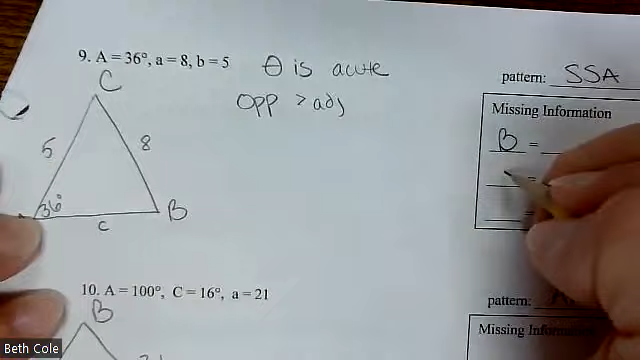 9. A = 36°, a = 8, b = 5
θ is acute
opp > adj
C
5
8
36°
B
c
pattern: SSA
Missing Information
B =
=
10. A = 100°, C = 16°, a = 21
B
pattern:
Missing
Beth Cole